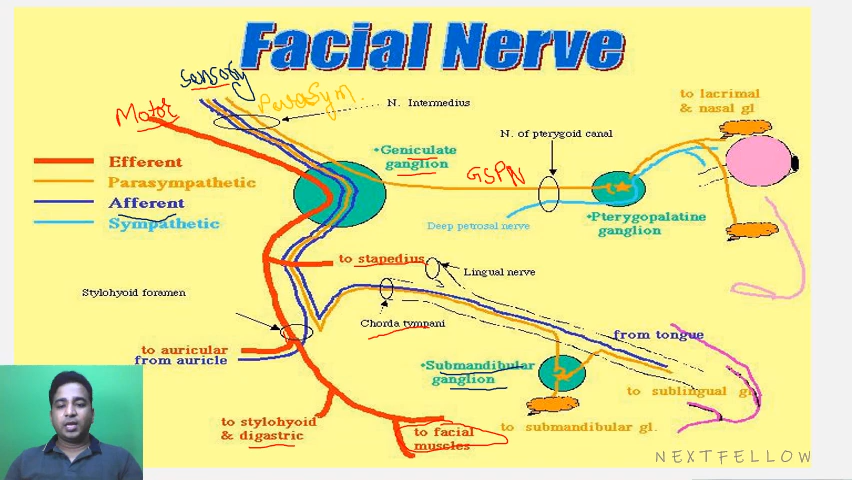 Facial Nerve
Sensory
Motor
Parasym.
N. Intermedius
to lacrimal
& nasal gl
N. of pterygoid canal
Efferent
Parasympathetic
Afferent
Sympathetic
•Geniculate
ganglion
GSPN
Deep petrosal nerve
•Pterygopalatine
ganglion
to stapedius
Lingual nerve
Stylohyoid foramen
Chorda tympani
from tongue
to auricular
from auricle
•Submandibular
ganglion
to sublingual gl
to stylohyoid
& digastric
to facial
muscles
to submandibular gl.
NEXTFELLOW